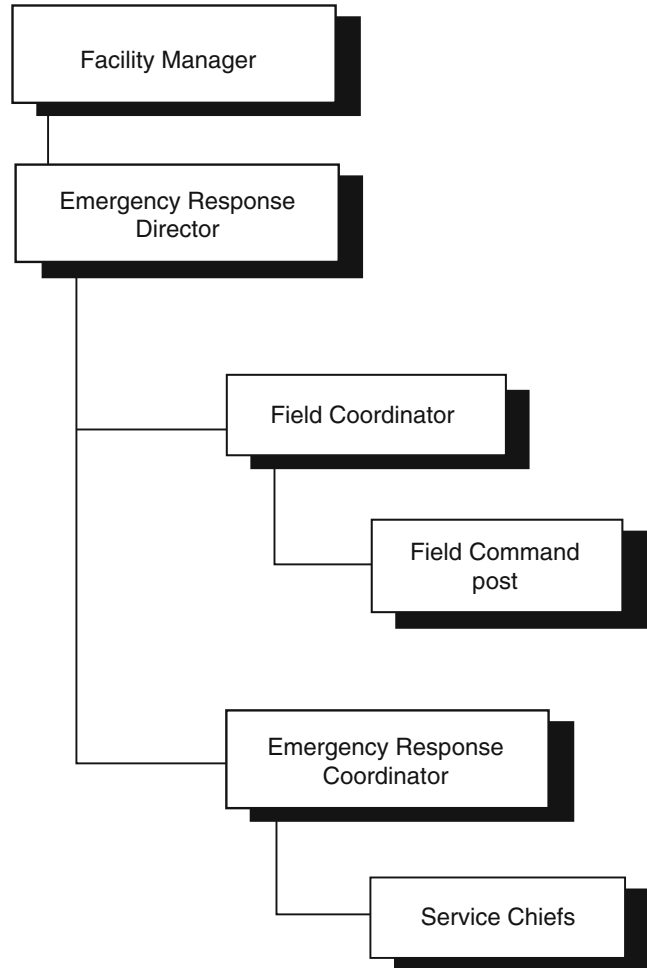 Facility Manager
Emergency Response
Director
Field Coordinator
Field Command
post
Emergency Response
Coordinator
Service Chiefs